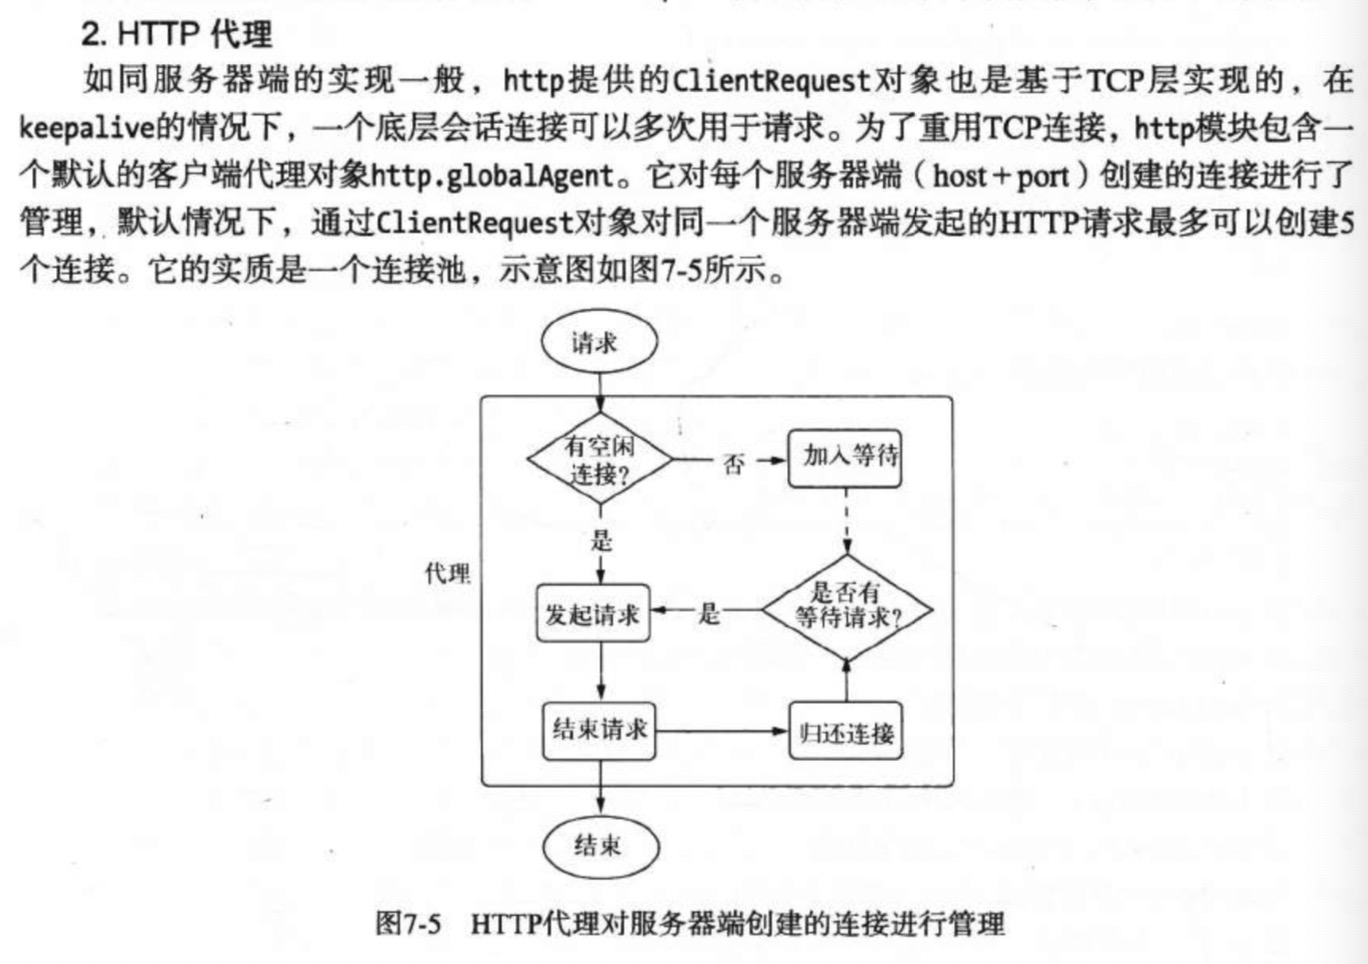 2. HTTP 代理
如同服务器端的实现一般，http提供的ClientRequest对象也是基于TCP层实现的，在
keepalive的情况下，一个底层会话连接可以多次用于请求。为了重用TCP连接，http模块包含一
个默认的客户端代理对象http.globalAgent。它对每个服务器端（host+port）创建的连接进行了
管理，默认情况下，通过ClientRequest对象对同一个服务器端发起的HTTP请求最多可以创建5
个连接。它的实质是一个连接池，示意图如图7-5所示。
请求
有空闲
连接?
否
加入等待
是
代理
是否有
等待请求?
发起请求
是
结束请求
归还连接
结束
图7-5 HTTP代理对服务器端创建的连接进行管理